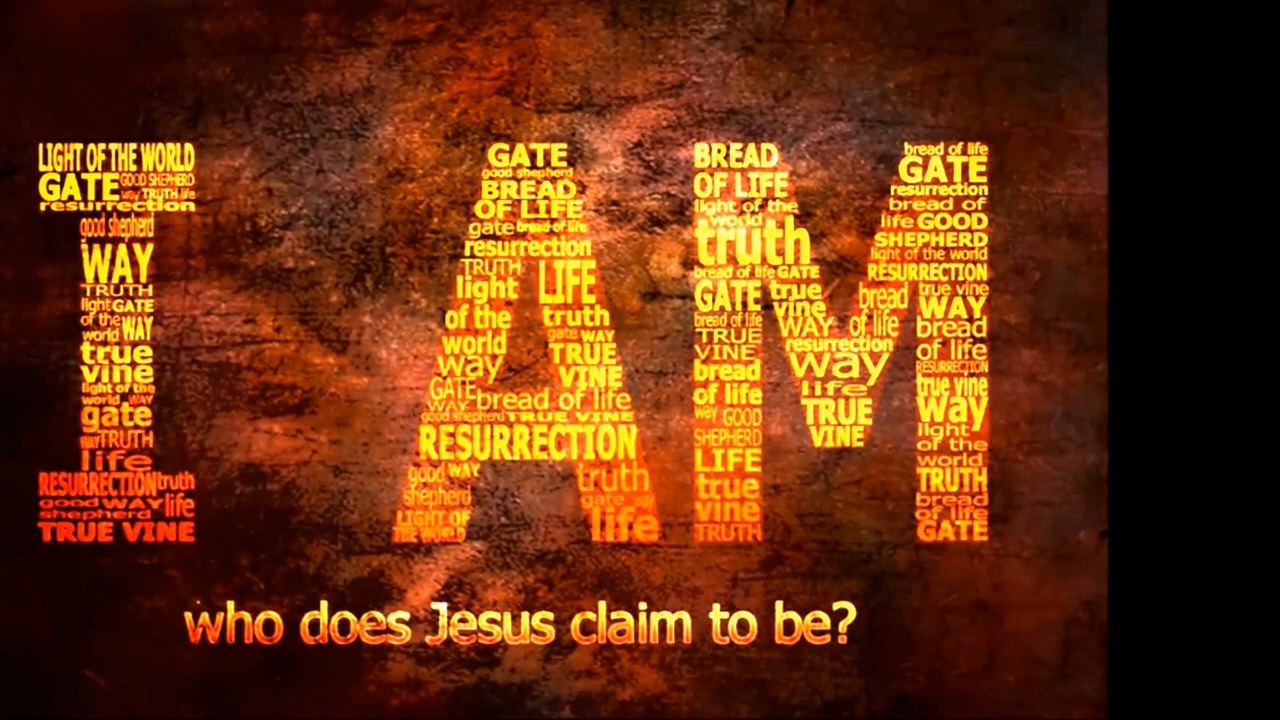 LIGHT OF THE WORLD
GATE GOOD SHEPHERD
way TRUTH life
resurrection
good shepherd
WAY
TRUTH
light GATE
of the WAY
world
true
vine
light of the
world WAY
gate
WAY TRUTH
life
RESURRECTION truth
good WAY life
shepherd
TRUE VINE
GATE
good shepherd
BREAD
OF LIFE
gate bread of life
resurrection
TRUTH LIFE
light
of the truth
world gate WAY
way TRUE
VINE
GATE bread of life
WAY
good shepherd TRUE VINE
RESURRECTION
good WAY truth
shepherd gate way
LIGHT OF life
THE WORLD
BREAD
OF LIFE
light of the
world
truth
bread of life GATE
GATE true
vine
bread of life WAY of life
TRUE resurrection
VINE way
bread life
of life TRUE
way GOOD VINE
SHEPHERD
LIFE
true
vine
TRUTH
bread of life
GATE
resurrection
bread of
life GOOD
SHEPHERD
light of the world
RESURRECTION
bread true vine
WAY
bread
of life
RESURRECTION
true vine
way
light
of the
world
TRUTH
bread
of life
GATE
who does Jesus claim to be?